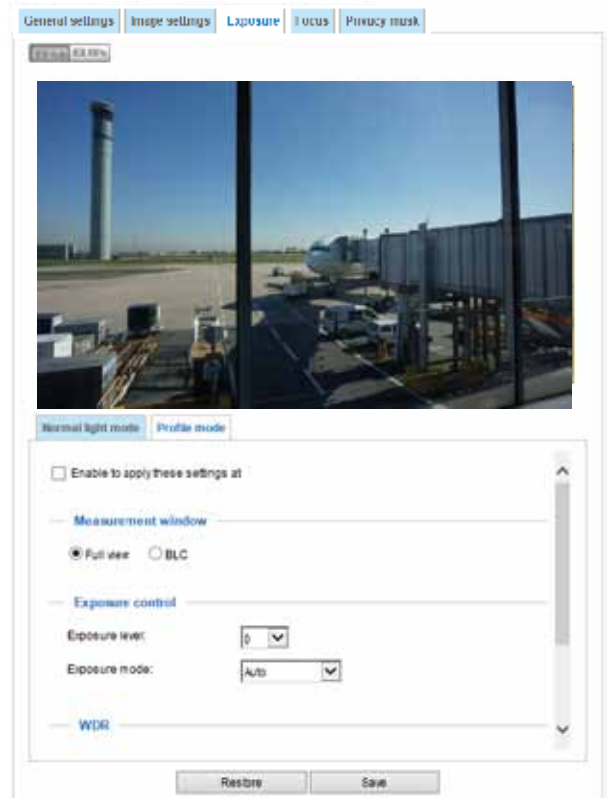 General settings Image settings Exposure Focus Privacy mask
Normal light mode Profile mode
Enable to apply these settings at
Measurement window
Full view BLC
Exposure control
Exposure level: 0
Exposure mode: Auto
WDR
Restore Save